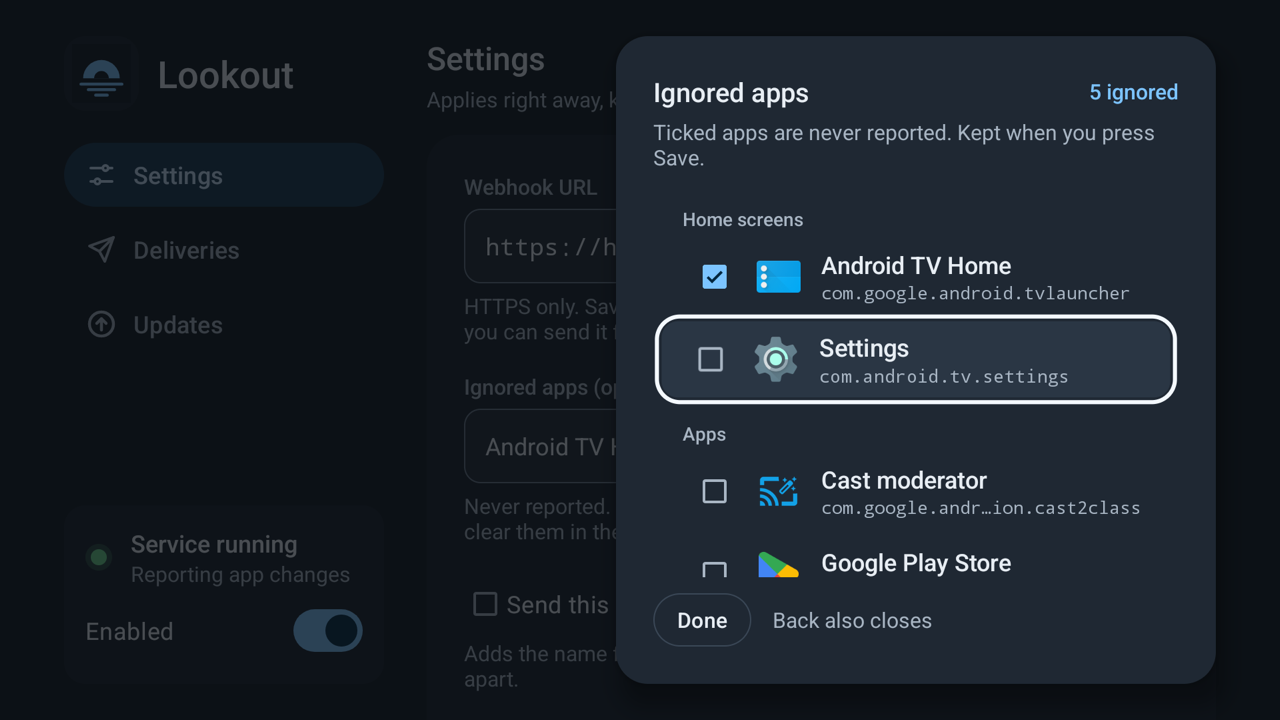 Lookout
Settings
Deliveries
Updates
Service running
Reporting app changes
Enabled
Settings
Applies right away,
Webhook URL
https://h
HTTPS only.
you can send it
Ignored apps
Android TV
Never reported.
clear them in the
Send this
Adds the name
apart.
Ignored apps
5 ignored
Ticked apps are never reported. Kept when you press
Save.
Home screens
Android TV Home
com.google.android.tvlauncher
Settings
com.android.tv.settings
Apps
Cast moderator
com.google.andr…ion.cast2class
Google Play Store
Done
Back also closes